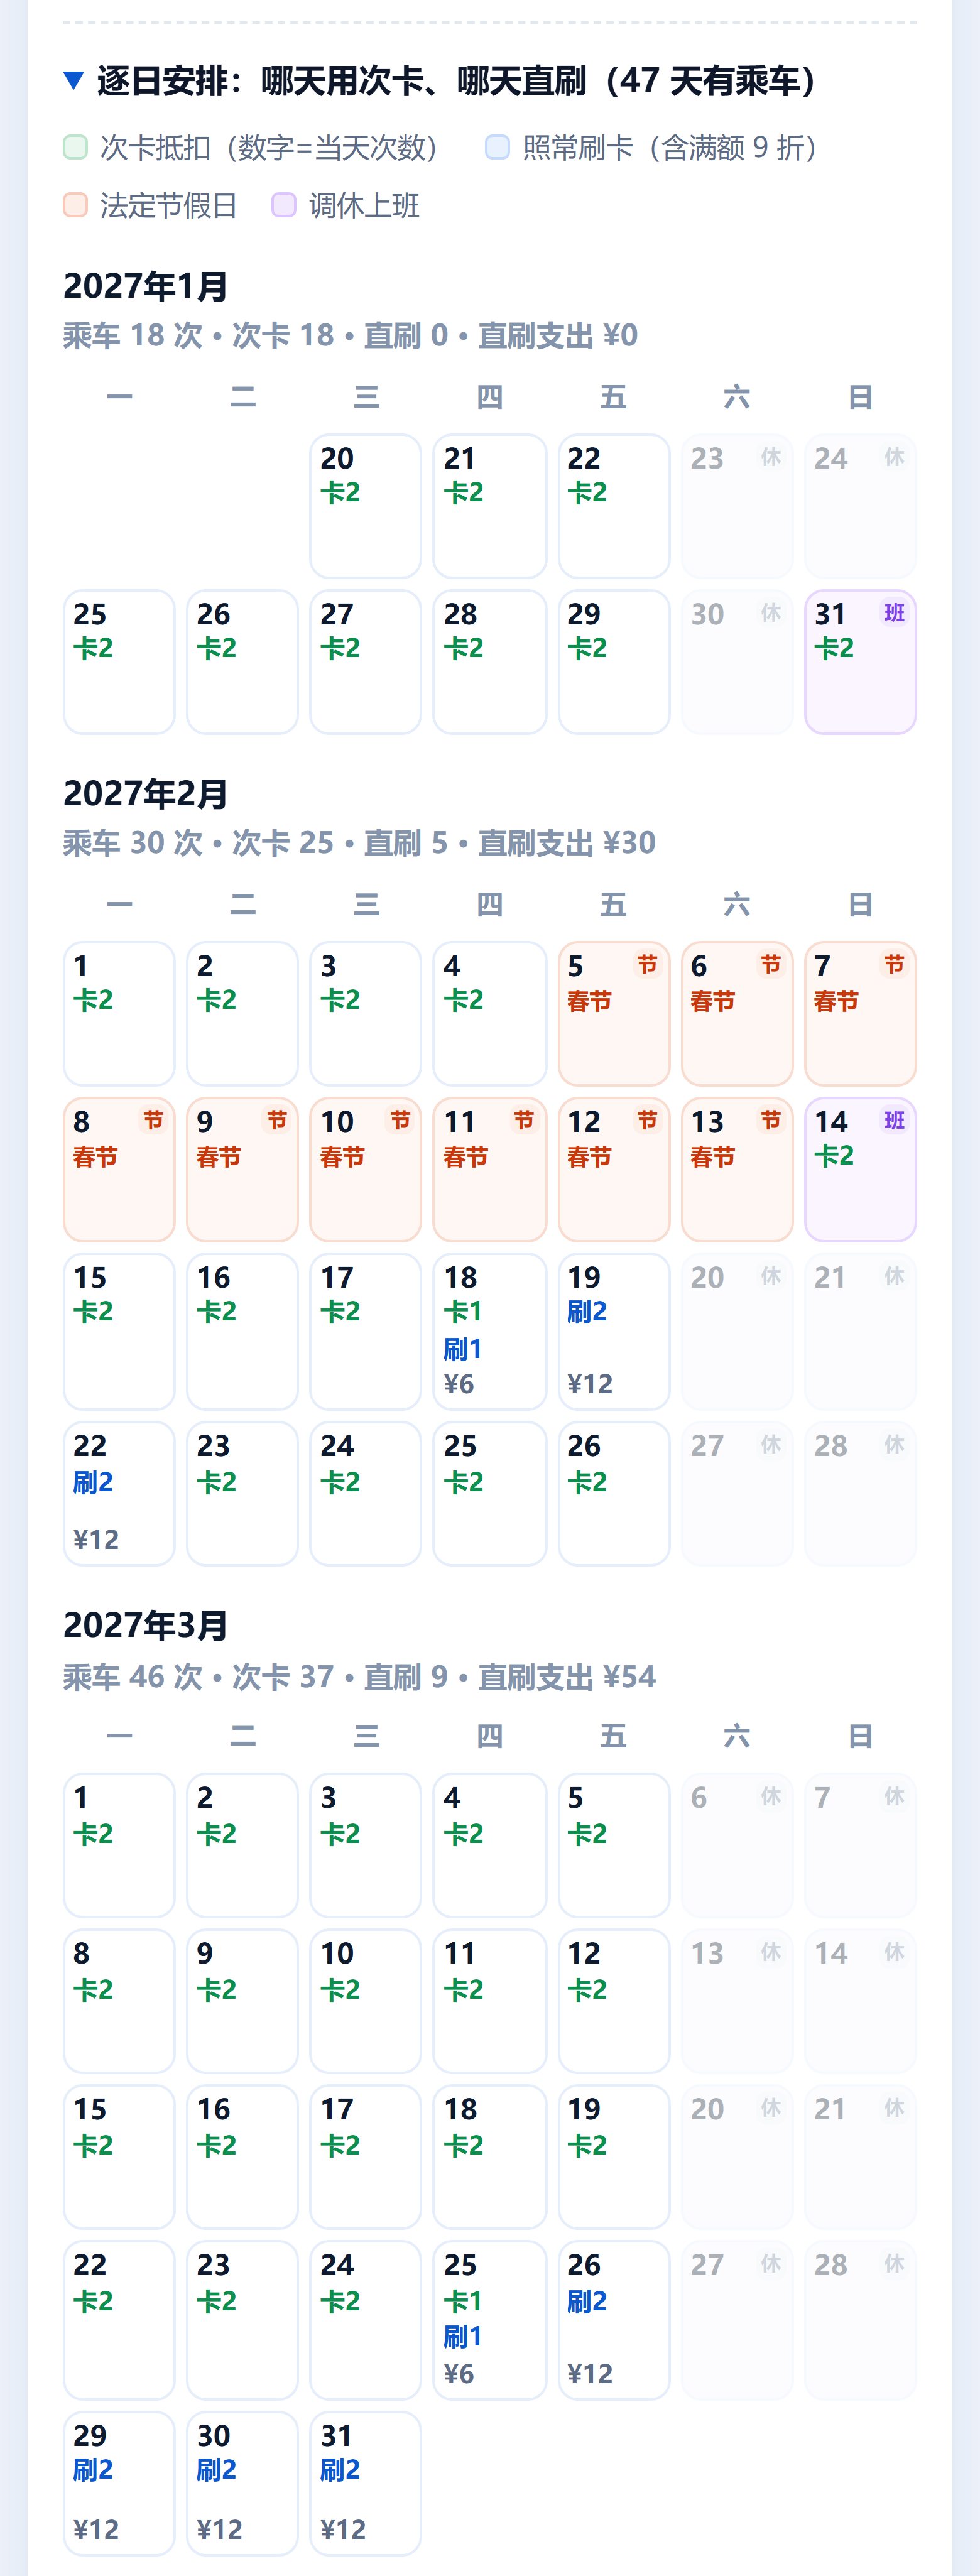 ▼ 逐日安排：哪天用次卡、哪天直刷（47 天有乘车）
次卡抵扣（数字=当天次数） 照常刷卡（含满额 9 折）
法定节假日 调休上班
2027年1月
乘车 18 次 • 次卡 18 • 直刷 0 • 直刷支出 ¥0
一 二 三 四 五 六 日
20 21 22 23 休 24 休
卡2 卡2 卡2
25 26 27 28 29 30 休 31 班
卡2 卡2 卡2 卡2 卡2 卡2
2027年2月
乘车 30 次 • 次卡 25 • 直刷 5 • 直刷支出 ¥30
一 二 三 四 五 六 日
1 2 3 4 5 节 6 节 7 节
卡2 卡2 卡2 卡2 春节 春节 春节
8 节 9 节 10 节 11 节 12 节 13 节 14 班
春节 春节 春节 春节 春节 春节 卡2
15 16 17 18 19 20 休 21 休
卡2 卡2 卡2 卡1 刷2
刷1
¥6 ¥12
22 23 24 25 26 27 休 28 休
刷2 卡2 卡2 卡2 卡2
¥12
2027年3月
乘车 46 次 • 次卡 37 • 直刷 9 • 直刷支出 ¥54
一 二 三 四 五 六 日
1 2 3 4 5 6 休 7 休
卡2 卡2 卡2 卡2 卡2
8 9 10 11 12 13 休 14 休
卡2 卡2 卡2 卡2 卡2
15 16 17 18 19 20 休 21 休
卡2 卡2 卡2 卡2 卡2
22 23 24 25 26 27 休 28 休
卡2 卡2 卡2 卡1 刷2
刷1
¥6 ¥12
29 30 31
刷2 刷2 刷2
¥12 ¥12 ¥12